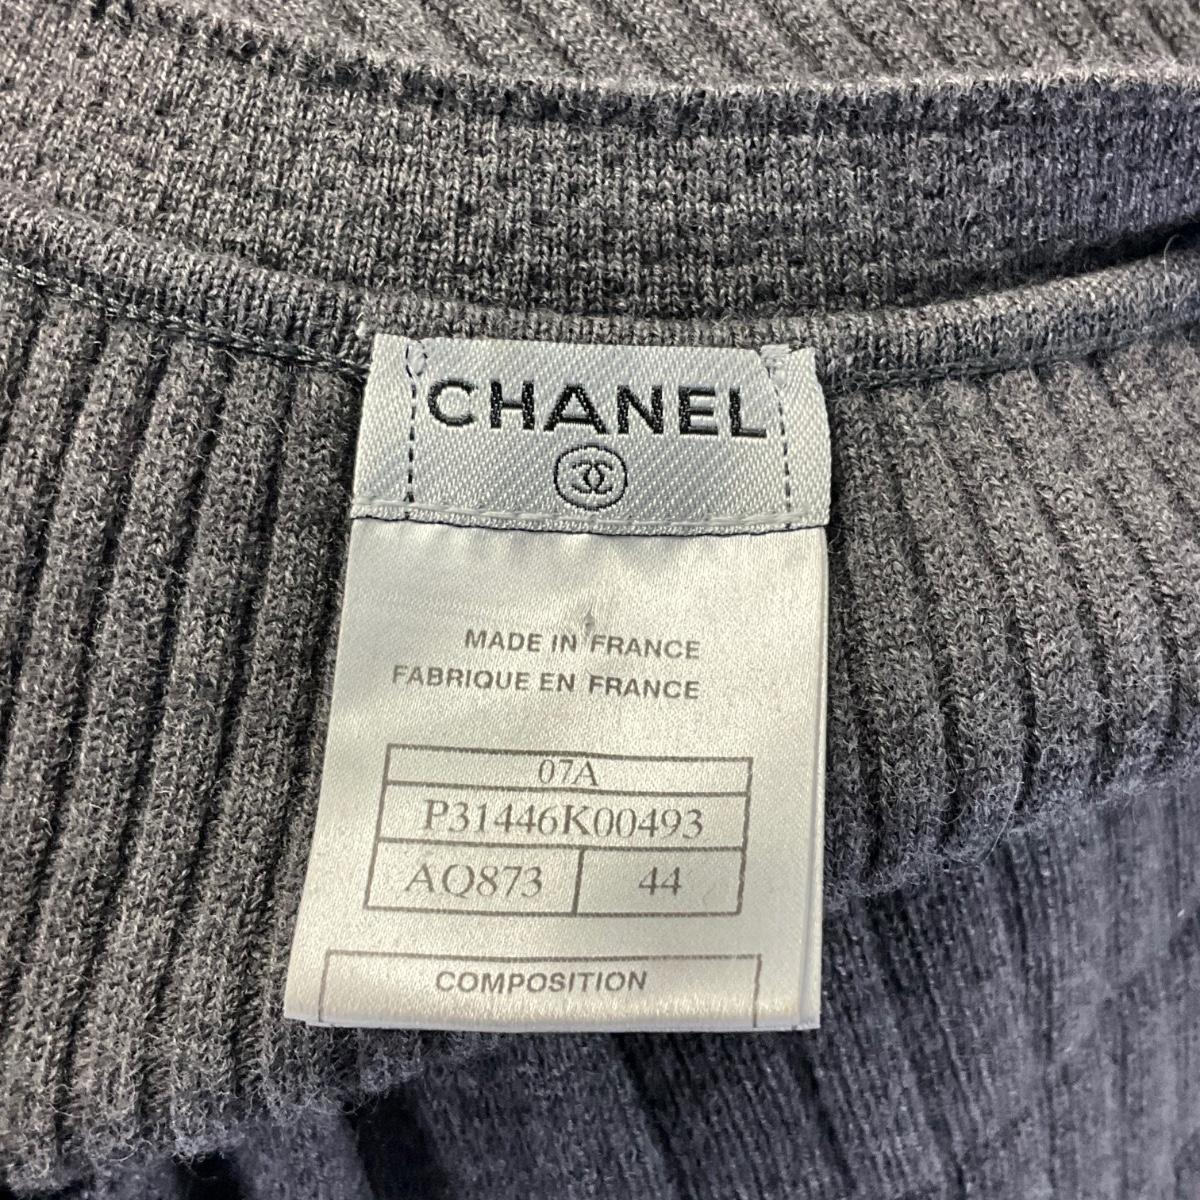 CHANEL
MADE IN FRANCE
FABRIQUE EN FRANCE
07A
P31446K00493
AQ873 44
COMPOSITION